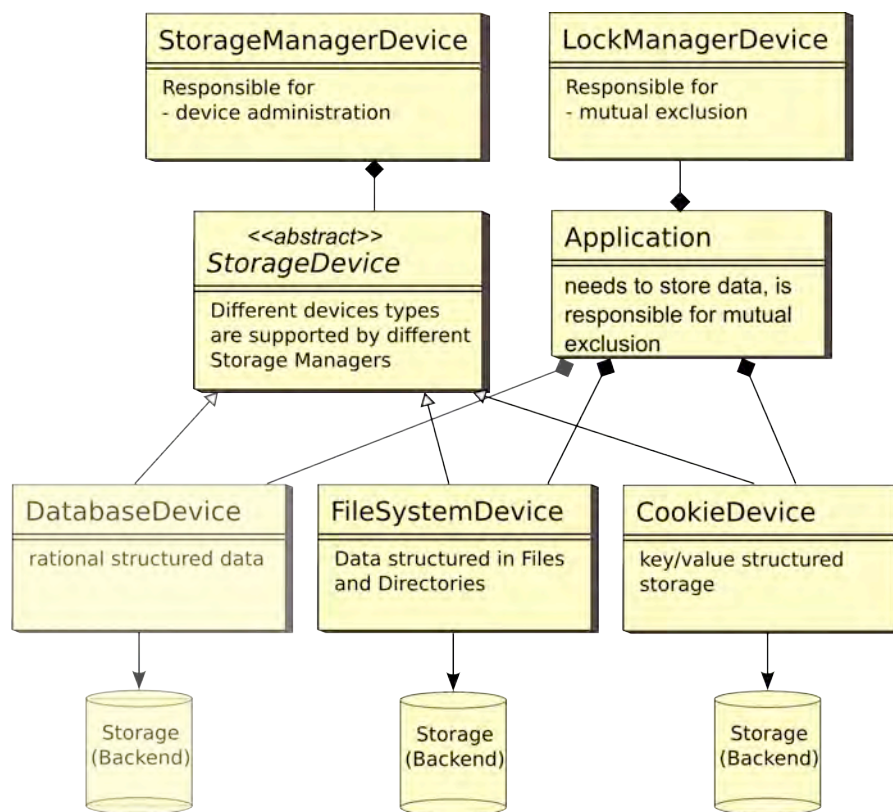 StorageManagerDevice
Responsible for
- device administration
LockManagerDevice
Responsible for
- mutual exclusion
<<abstract>>
StorageDevice
Different devices types
are supported by different
Storage Managers
Application
needs to store data, is
responsible for mutual
exclusion
DatabaseDevice
rational structured data
FileSystemDevice
Data structured in Files
and Directories
CookieDevice
key/value structured
storage
Storage
(Backend)
Storage
(Backend)
Storage
(Backend)